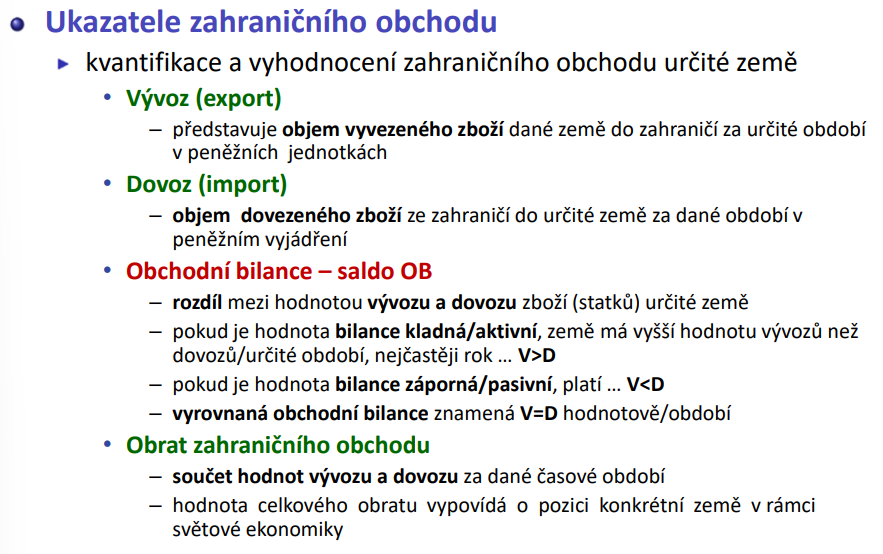 Ukazatele zahraničního obchodu
kvantifikace a vyhodnocení zahraničního obchodu určité země
• Vývoz (export)
– představuje objem vyvezeného zboží dané země do zahraničí za určité období
v peněžních jednotkách
• Dovoz (import)
– objem dovezeného zboží ze zahraničí do určité země za dané období v
peněžním vyjádření
• Obchodní bilance – saldo OB
– rozdíl mezi hodnotou vývozu a dovozu zboží (statků) určité země
– pokud je hodnota bilance kladná/aktivní, země má vyšší hodnotu vývozů než
dovozů/určité období, nejčastěji rok … V>D
– pokud je hodnota bilance záporná/pasivní, platí … V<D
– vyrovnaná obchodní bilance znamená V=D hodnotově/období
• Obrat zahraničního obchodu
– součet hodnot vývozu a dovozu za dané časové období
– hodnota celkového obratu vypovídá o pozici konkrétní země v rámci
světové ekonomiky